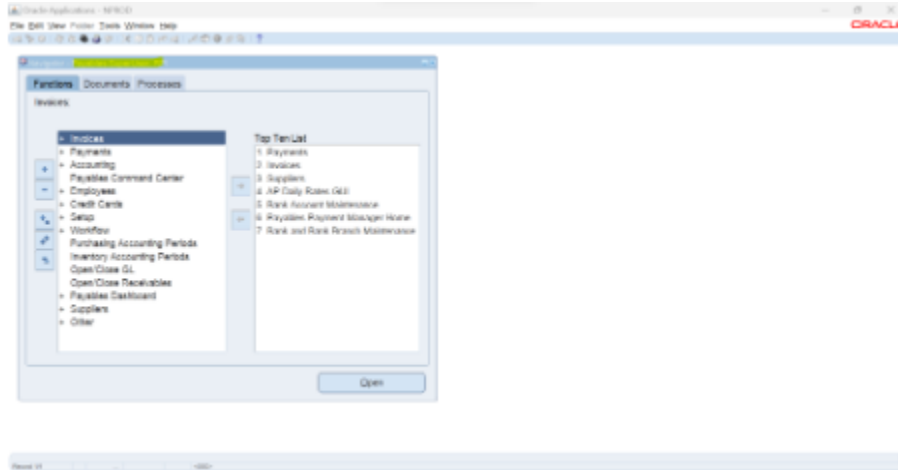 Oracle Applications - NPROD
File Edit View Folder Tools Window Help
ORACLE
Functions Documents Processes
Invoices
+ Invoices
+ Payments
+ Accounting
Payables Command Center
+ Employees
+ Credit Cards
+ Setup
+ Workflow
Purchasing Accounting Periods
Inventory Accounting Periods
Open/Close GL
Open/Close Receivables
+ Payables Dashboard
+ Suppliers
+ Other
Top Ten List
1. Payments
2. Invoices
3. Suppliers
4. AP Daily Rates GUI
5. Bank Account Maintenance
6. Payables Payment Manager Home
7. Bank and Bank Branch Maintenance
Open